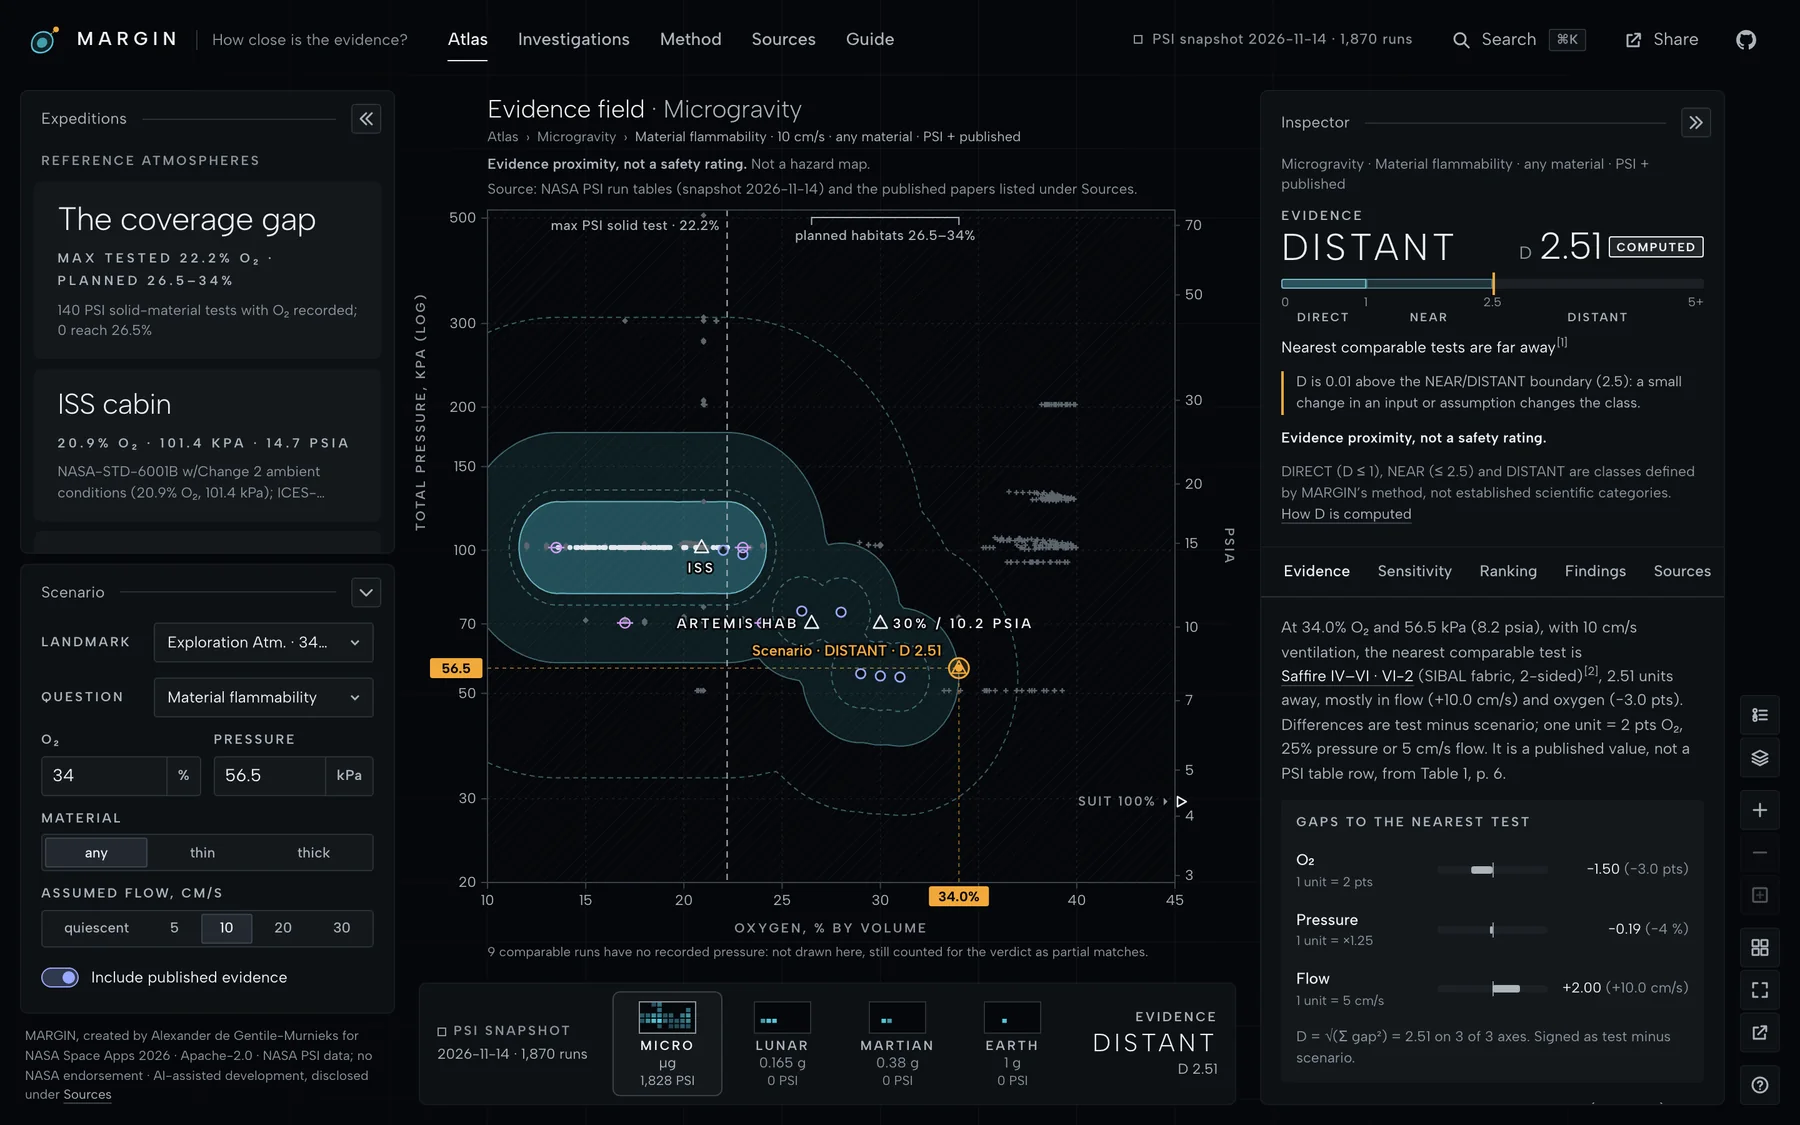 MARGIN
How close is the evidence?
Atlas
Investigations
Method
Sources
Guide
PSI snapshot 2026-11-14 · 1,870 runs
Search
⌘K
Share
Expeditions
REFERENCE ATMOSPHERES
The coverage gap
MAX TESTED 22.2% O₂ ·
PLANNED 26.5–34%
140 PSI solid-material tests with O₂ recorded;
0 reach 26.5%
ISS cabin
20.9% O₂ · 101.4 KPA · 14.7 PSIA
NASA-STD-6001B w/Change 2 ambient
conditions (20.9% O₂, 101.4 kPa); ICES-…
Scenario
LANDMARK
Exploration Atm. · 34…
QUESTION
Material flammability
O₂
PRESSURE
34
%
56.5
kPa
MATERIAL
any
thin
thick
ASSUMED FLOW, CM/S
quiescent
5
10
20
30
Include published evidence
MARGIN, created by Alexander de Gentile-Murnieks for
NASA Space Apps 2026 · Apache-2.0 · NASA PSI data; no
NASA endorsement · AI-assisted development, disclosed
under Sources
Evidence field · Microgravity
Atlas › Microgravity › Material flammability · 10 cm/s · any material · PSI + published
Evidence proximity, not a safety rating. Not a hazard map.
Source: NASA PSI run tables (snapshot 2026-11-14) and the published papers listed under Sources.
TOTAL PRESSURE, KPA (LOG)
500
300
200
150
100
70
56.5
50
30
20
max PSI solid test · 22.2%
planned habitats 26.5–34%
ISS
ARTEMIS HAB
30% / 10.2 PSIA
Scenario · DISTANT · D 2.51
SUIT 100%
70
50
30
20
15
10
7
5
4
3
PSIA
10
15
20
25
30
34.0%
40
45
OXYGEN, % BY VOLUME
9 comparable runs have no recorded pressure: not drawn here, still counted for the verdict as partial matches.
PSI SNAPSHOT
2026-11-14 · 1,870 runs
MICRO
µg
1,828 PSI
LUNAR
0.165 g
0 PSI
MARTIAN
0.38 g
0 PSI
EARTH
1 g
0 PSI
EVIDENCE
DISTANT
D 2.51
Inspector
Microgravity · Material flammability · any material · PSI +
published
EVIDENCE
DISTANT
D 2.51 COMPUTED
0
1
2.5
5+
DIRECT
NEAR
DISTANT
Nearest comparable tests are far away[1]
D is 0.01 above the NEAR/DISTANT boundary (2.5): a small
change in an input or assumption changes the class.
Evidence proximity, not a safety rating.
DIRECT (D ≤ 1), NEAR (≤ 2.5) and DISTANT are classes defined
by MARGIN's method, not established scientific categories.
How D is computed
Evidence
Sensitivity
Ranking
Findings
Sources
At 34.0% O₂ and 56.5 kPa (8.2 psia), with 10 cm/s
ventilation, the nearest comparable test is
Saffire IV–VI · VI-2 (SIBAL fabric, 2-sided)[2], 2.51 units
away, mostly in flow (+10.0 cm/s) and oxygen (−3.0 pts).
Differences are test minus scenario; one unit = 2 pts O₂,
25% pressure or 5 cm/s flow. It is a published value, not a
PSI table row, from Table 1, p. 6.
GAPS TO THE NEAREST TEST
O₂
1 unit = 2 pts
−1.50 (−3.0 pts)
Pressure
1 unit = ×1.25
−0.19 (−4 %)
Flow
1 unit = 5 cm/s
+2.00 (+10.0 cm/s)
D = √(Σ gap²) = 2.51 on 3 of 3 axes. Signed as test minus
scenario.